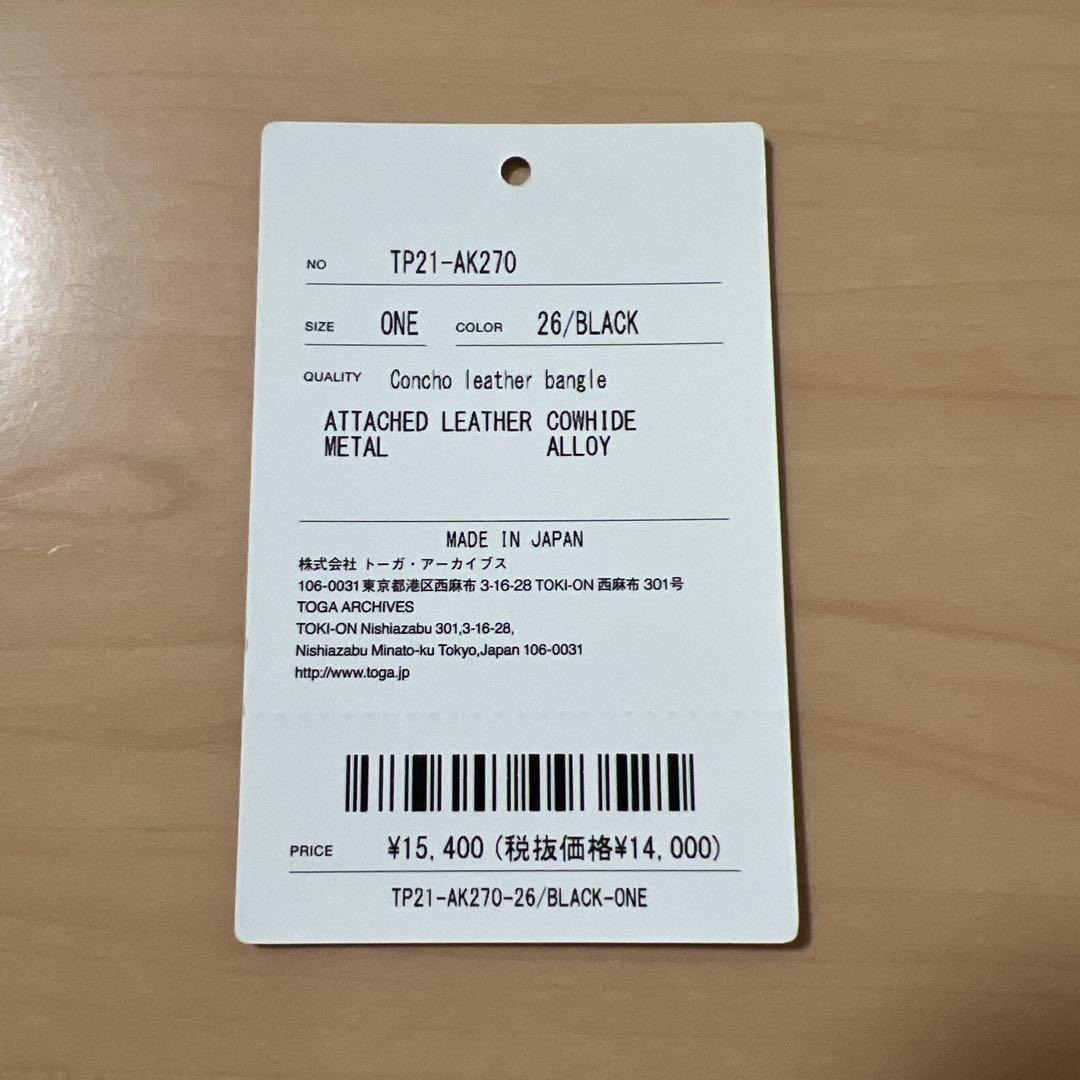 NO TP21-AK270
SIZE ONE COLOR 26/BLACK
QUALITY Concho leather bangle
ATTACHED LEATHER COWHIDE
METAL ALLOY
MADE IN JAPAN
株式会社 トーガ・アーカイブス
106-0031東京都港区西麻布 3-16-28 TOKI-ON 西麻布 301号
TOGA ARCHIVES
TOKI-ON Nishiazabu 301,3-16-28,
Nishiazabu Minato-ku Tokyo,Japan 106-0031
http://www.toga.jp
PRICE ¥15,400(税抜価格¥14,000)
TP21-AK270-26/BLACK-ONE